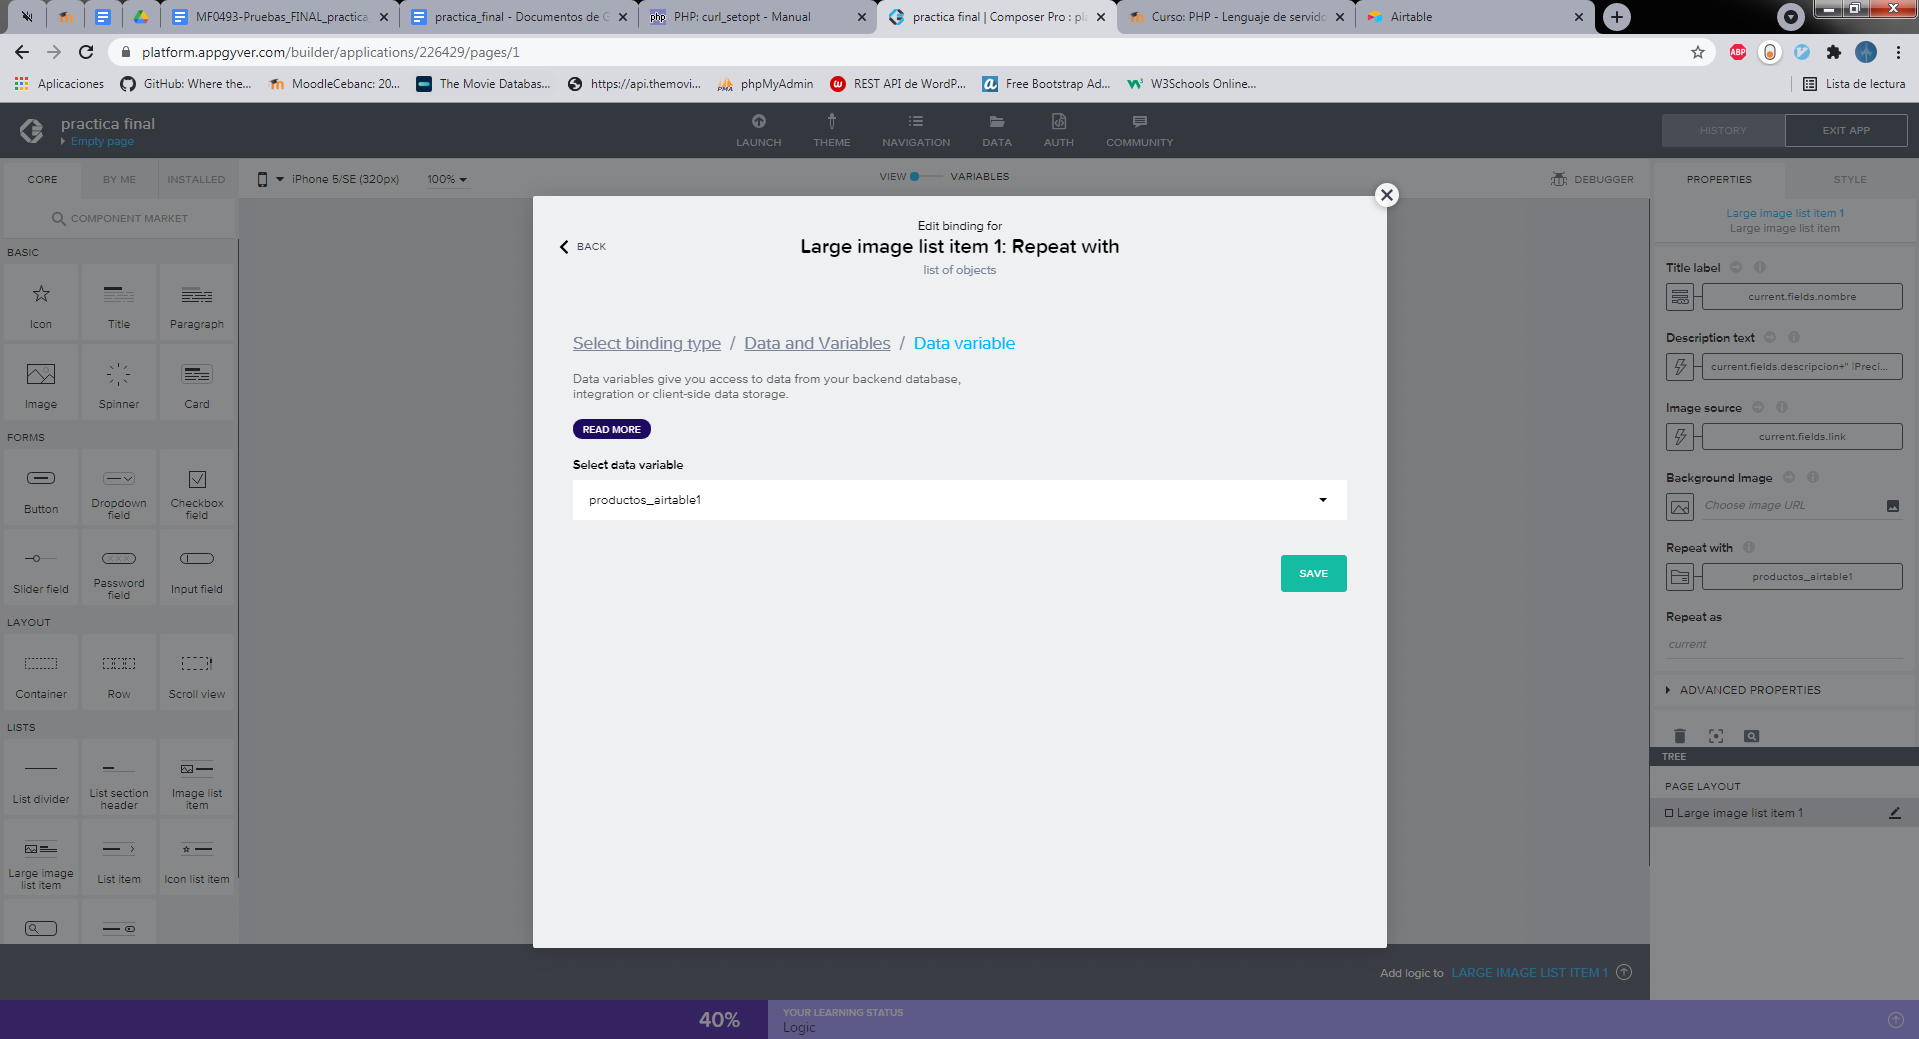 MF0493-Pruebas_FINAL_practica_
practica_final - Documentos de G
php PHP: curl_setopt - Manual
practica final | Composer Pro : pla
Curso: PHP - Lenguaje de servido
Airtable
platform.appgyver.com/builder/applications/226429/pages/1
ABP
Aplicaciones
GitHub: Where the...
MoodleCebanc: 20...
The Movie Databas...
https://api.themovi...
phpMyAdmin
REST API de WordP...
Free Bootstrap Ad...
W3Schools Online...
Lista de lectura
practica final
Empty page
LAUNCH
THEME
NAVIGATION
DATA
AUTH
COMMUNITY
HISTORY
EXIT APP
CORE
BY ME
INSTALLED
iPhone 5/SE (320px)
100%
VIEW
VARIABLES
DEBUGGER
PROPERTIES
STYLE
COMPONENT MARKET
BASIC
Icon
Title
Paragraph
Image
Spinner
Card
FORMS
Button
Dropdown field
Checkbox field
Slider field
Password field
Input field
LAYOUT
Container
Row
Scroll view
LISTS
List divider
List section header
Image list item
Large image list item
List item
Icon list item
Edit binding for
BACK
Large image list item 1: Repeat with
list of objects
Select binding type / Data and Variables / Data variable
Data variables give you access to data from your backend database,
integration or client-side data storage.
READ MORE
Select data variable
productos_airtable1
SAVE
Large image list item 1
Large image list item
Title label
current.fields.nombre
Description text
current.fields.descripcion+" |Preci...
Image source
current.fields.link
Background Image
Choose image URL
Repeat with
productos_airtable1
Repeat as
current
ADVANCED PROPERTIES
TREE
PAGE LAYOUT
Large image list item 1
Add logic to LARGE IMAGE LIST ITEM 1
40%
YOUR LEARNING STATUS
Logic